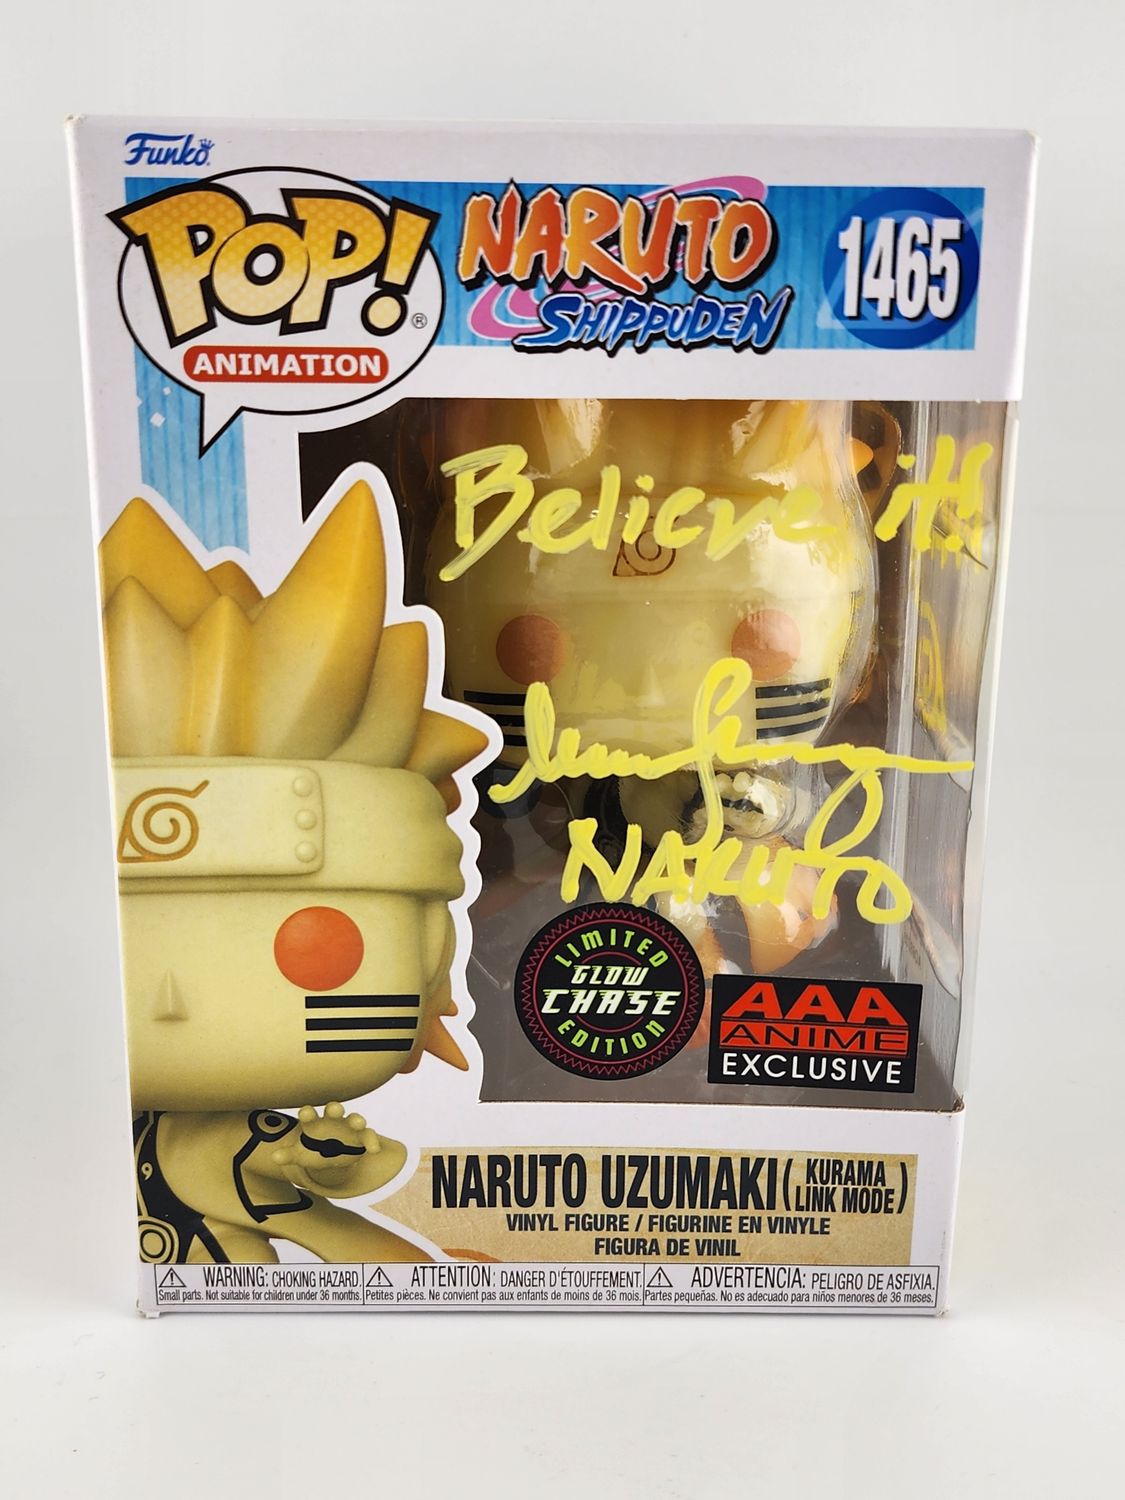 Funko
POP!®
ANIMATION
NARUTO
SHIPPUDEN
1465
Believe it!!
NARUTO
LIMITED
GLOW
CHASE
EDITION
AAA
ANIME
EXCLUSIVE
NARUTO UZUMAKI (KURAMA LINK MODE)
VINYL FIGURE / FIGURINE EN VINYLE
FIGURA DE VINIL
WARNING: CHOKING HAZARD.
Small parts. Not suitable for children under 36 months.
ATTENTION: DANGER D'ÉTOUFFEMENT.
Petites pièces. Ne convient pas aux enfants de moins de 36 mois.
ADVERTENCIA: PELIGRO DE ASFIXIA.
Partes pequeñas. No es adecuado para niños menores de 36 meses.